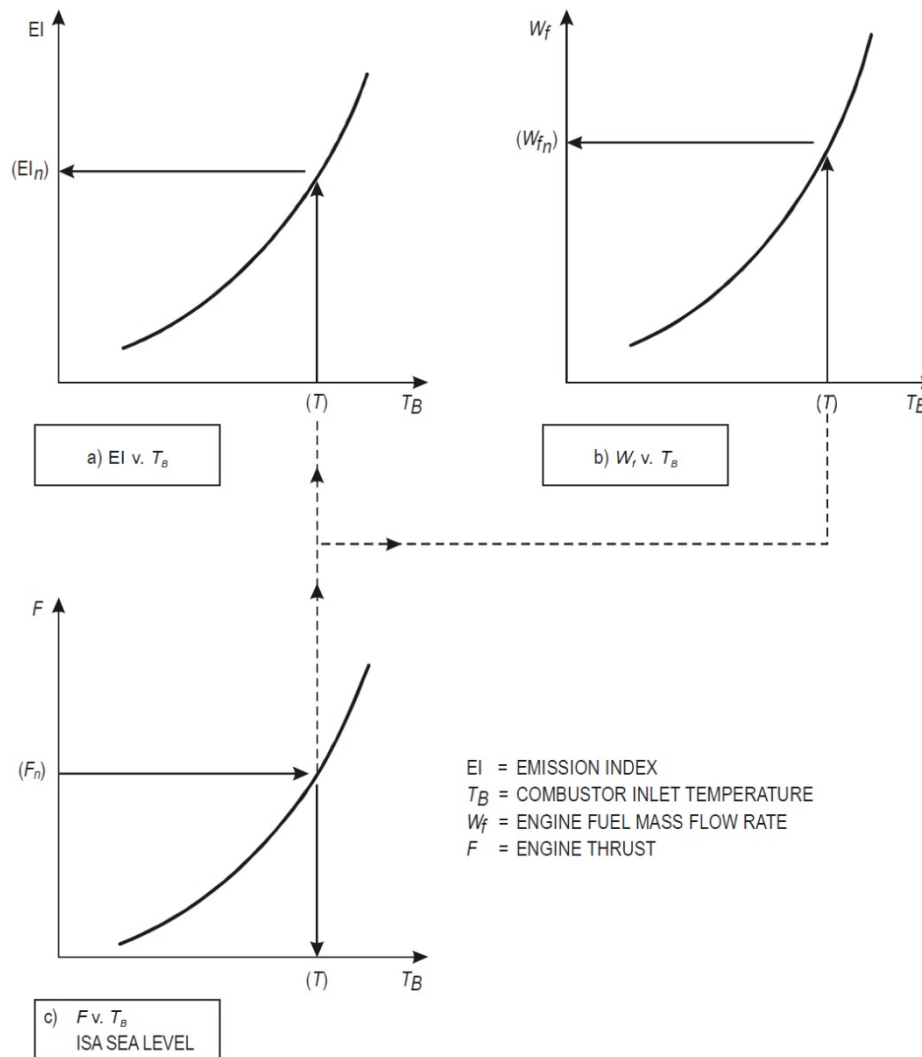 EI
(EIn)
(T)
TB
a) EI v. TB
Wf
(Wfn)
(T)
TB
b) Wf v. TB
F
(Fn)
(T)
TB
c) F v. TB
ISA SEA LEVEL
EI = EMISSION INDEX
TB = COMBUSTOR INLET TEMPERATURE
Wf = ENGINE FUEL MASS FLOW RATE
F = ENGINE THRUST